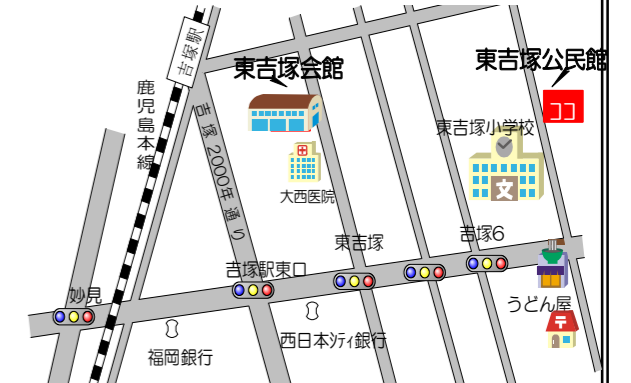 吉塚駅
東吉塚会館
東吉塚公民館
ココ
鹿児島本線
吉塚2000年通り
東吉塚小学校
文
大西医院
東吉塚
吉塚6
吉塚駅東口
妙見
うどん屋
西日本シティ銀行
福岡銀行
〒